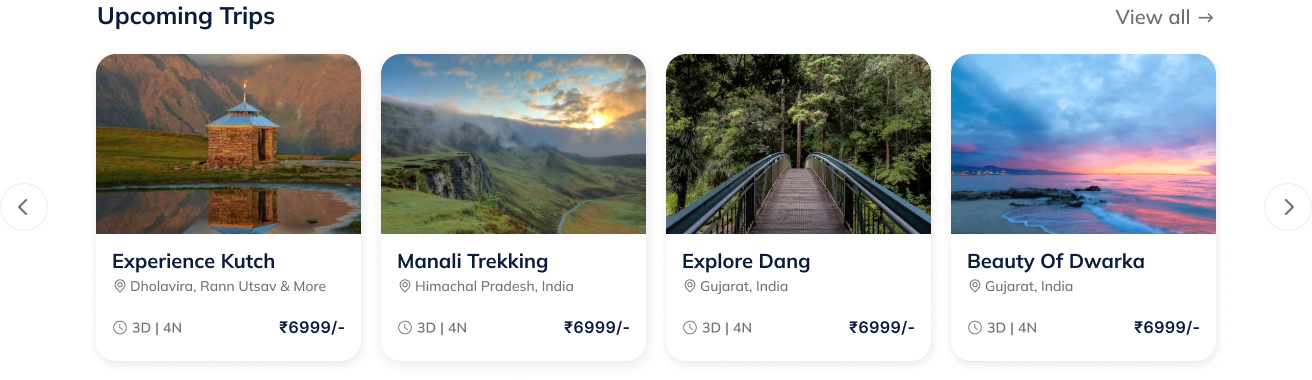 Upcoming Trips
View all →
Experience Kutch
Dholavira, Rann Utsav & More
3D | 4N
₹6999/-
Manali Trekking
Himachal Pradesh, India
3D | 4N
₹6999/-
Explore Dang
Gujarat, India
3D | 4N
₹6999/-
Beauty Of Dwarka
Gujarat, India
3D | 4N
₹6999/-